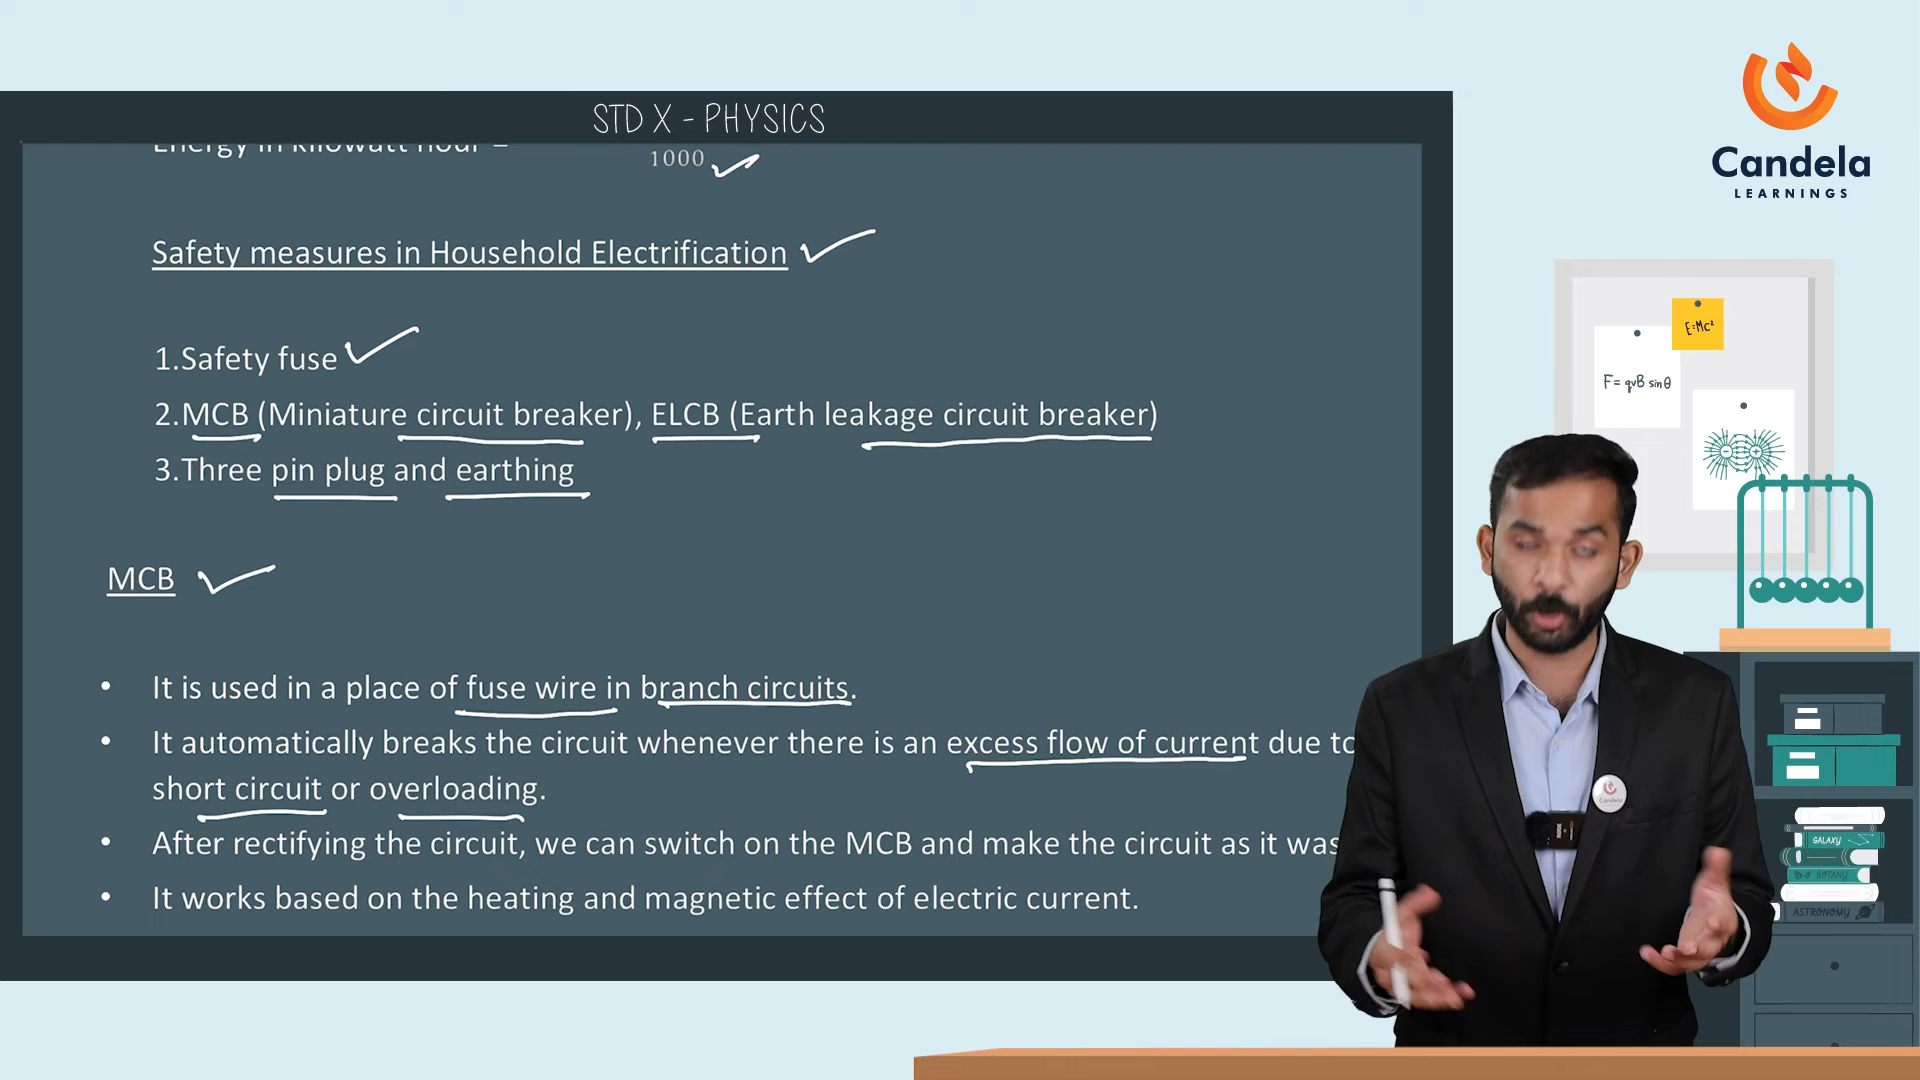 STD X - PHYSICS
Energy in kilowatt hour =
1000
Safety measures in Household Electrification
1.Safety fuse
2.MCB (Miniature circuit breaker), ELCB (Earth leakage circuit breaker)
3.Three pin plug and earthing
MCB
• It is used in a place of fuse wire in branch circuits.
• It automatically breaks the circuit whenever there is an excess flow of current due to
short circuit or overloading.
• After rectifying the circuit, we can switch on the MCB and make the circuit as it was
• It works based on the heating and magnetic effect of electric current.
Candela
LEARNINGS
E=Mc²
F= qvB sinθ
Candela
GALAXY
BOTANY
ASTRONOMY